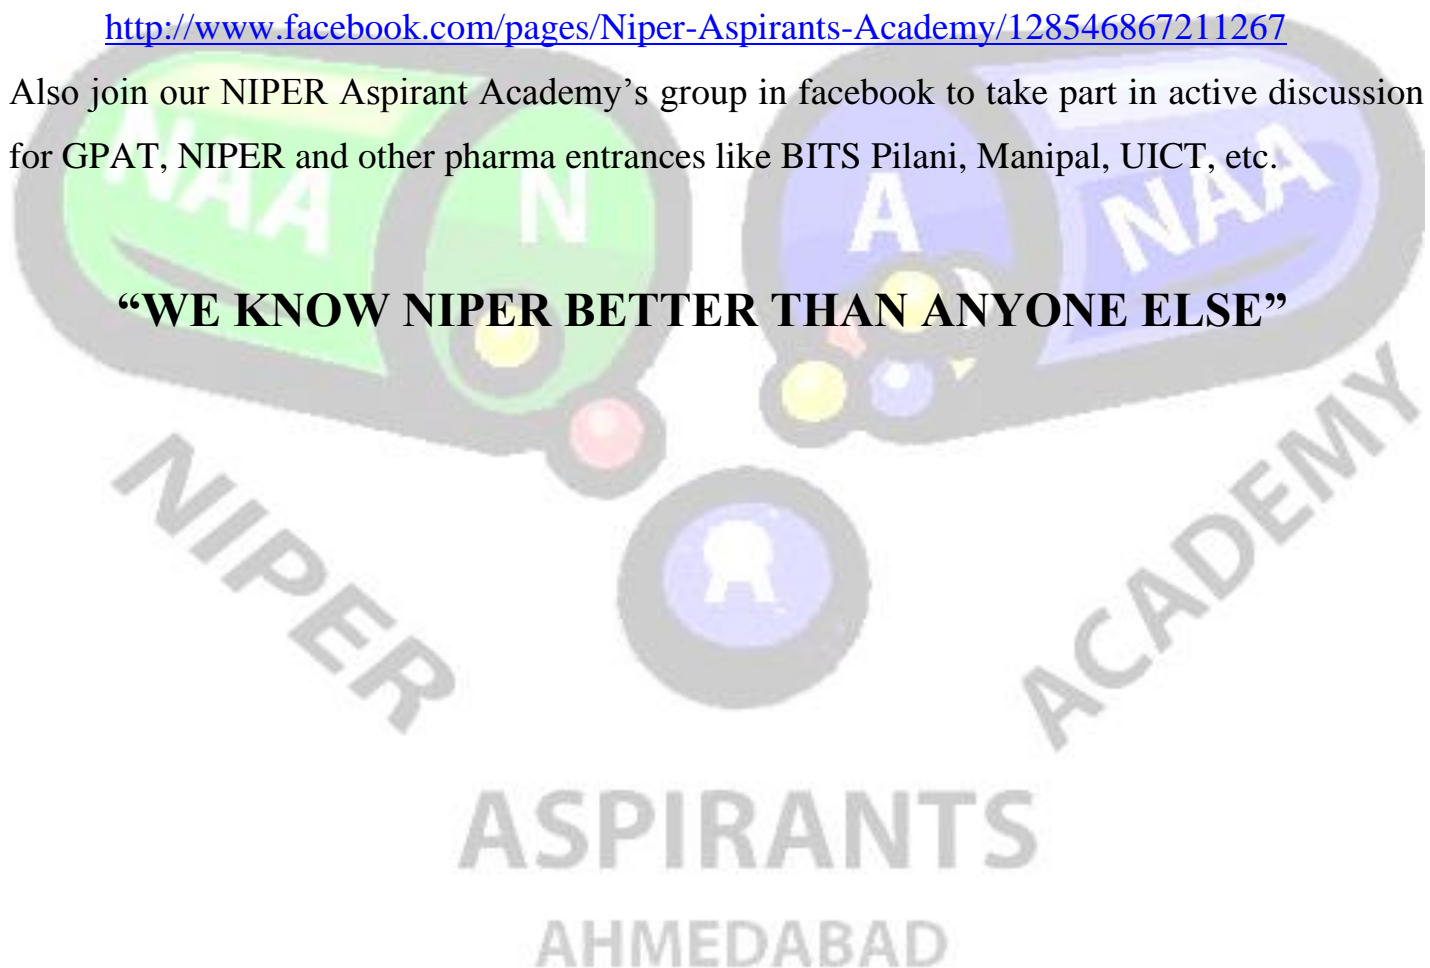 http://www.facebook.com/pages/Niper-Aspirants-Academy/128546867211267
Also join our NIPER Aspirant Academy’s group in facebook to take part in active discussion
for GPAT, NIPER and other pharma entrances like BITS Pilani, Manipal, UICT, etc.
NAA N A NAA
“WE KNOW NIPER BETTER THAN ANYONE ELSE”
NIPER
ACADEMY
ASPIRANTS
AHMEDABAD